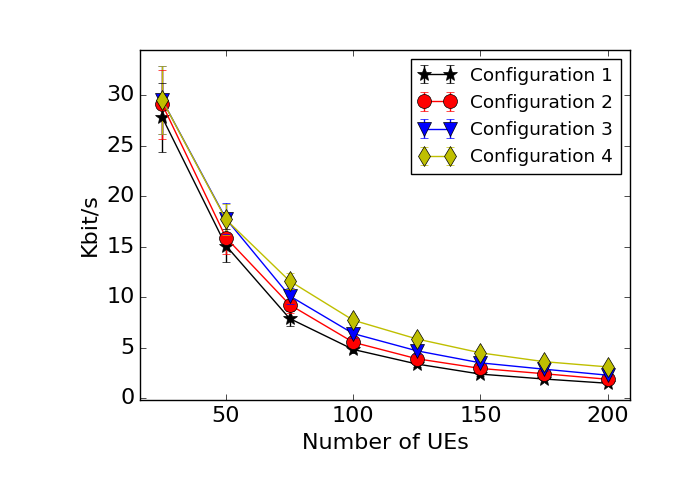 Configuration 1
Configuration 2
Configuration 3
Configuration 4
Kbit/s
30
25
20
15
10
5
0
50 100 150 200
Number of UEs